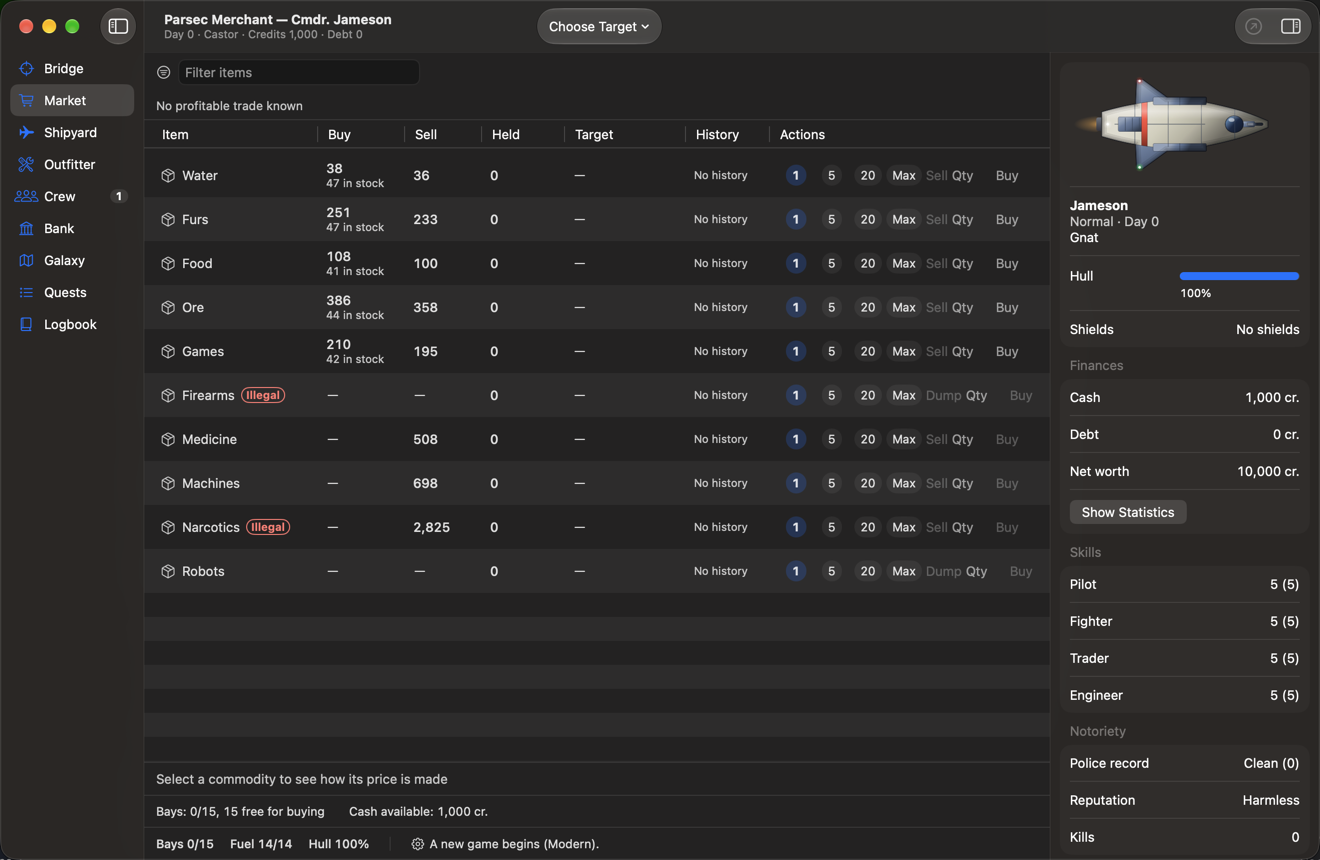 Parsec Merchant — Cmdr. Jameson
Day 0 · Castor · Credits 1,000 · Debt 0
Choose Target
Bridge
Market
Shipyard
Outfitter
Crew 1
Bank
Galaxy
Quests
Logbook
Filter items
No profitable trade known
Item Buy Sell Held Target History Actions
Water 38 47 in stock 36 0 — No history 1 5 20 Max Sell Qty Buy
Furs 251 47 in stock 233 0 — No history 1 5 20 Max Sell Qty Buy
Food 108 41 in stock 100 0 — No history 1 5 20 Max Sell Qty Buy
Ore 386 44 in stock 358 0 — No history 1 5 20 Max Sell Qty Buy
Games 210 42 in stock 195 0 — No history 1 5 20 Max Sell Qty Buy
Firearms Illegal — — 0 — No history 1 5 20 Max Dump Qty Buy
Medicine — 508 0 — No history 1 5 20 Max Sell Qty Buy
Machines — 698 0 — No history 1 5 20 Max Sell Qty Buy
Narcotics Illegal — 2,825 0 — No history 1 5 20 Max Sell Qty Buy
Robots — — 0 — No history 1 5 20 Max Dump Qty Buy
Select a commodity to see how its price is made
Bays: 0/15, 15 free for buying Cash available: 1,000 cr.
Bays 0/15 Fuel 14/14 Hull 100% A new game begins (Modern).
Jameson
Normal · Day 0
Gnat
Hull
100%
Shields No shields
Finances
Cash 1,000 cr.
Debt 0 cr.
Net worth 10,000 cr.
Show Statistics
Skills
Pilot 5 (5)
Fighter 5 (5)
Trader 5 (5)
Engineer 5 (5)
Notoriety
Police record Clean (0)
Reputation Harmless
Kills 0